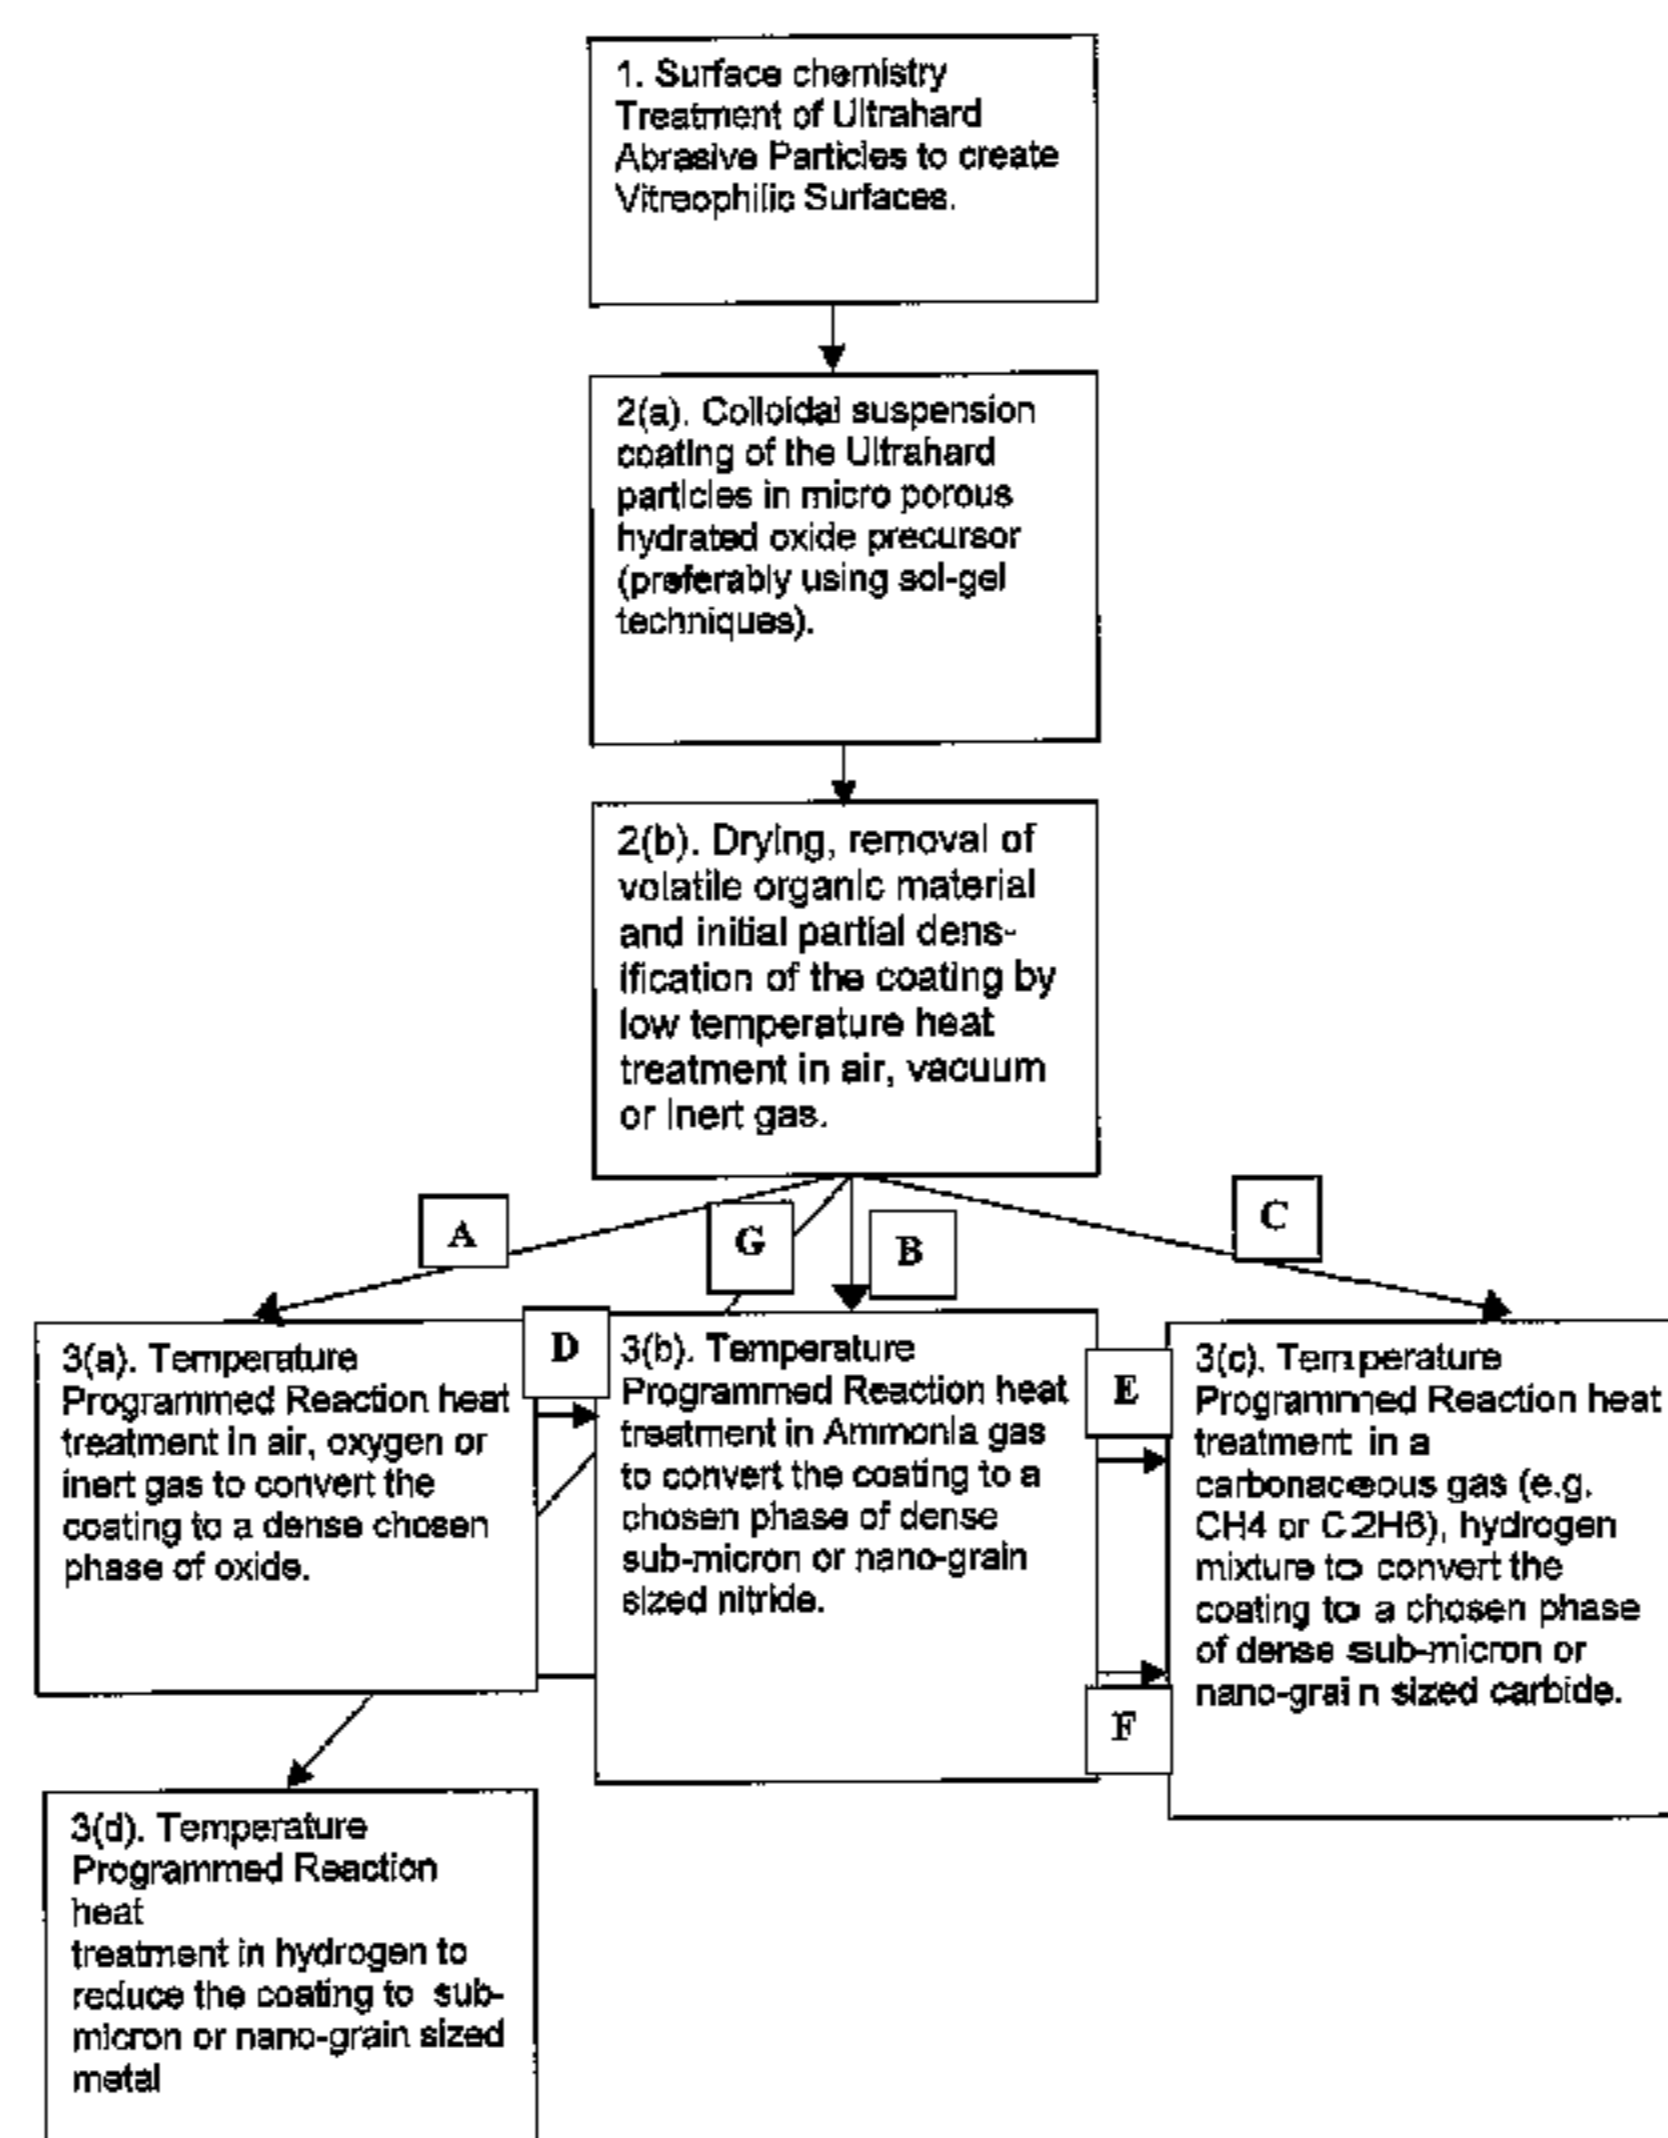 1. Surface chemistry
Treatment of Ultrahard
Abrasive Particles to create
Vitreophilic Surfaces.
2(a). Colloidal suspension
coating of the Ultrahard
particles in micro porous
hydrated oxide precursor
(preferably using sol-gel
techniques).
2(b). Drying, removal of
volatile organic material
and initial partial dens-
ification of the coating by
low temperature heat
treatment in air, vacuum
or inert gas.
A
G
B
C
3(a). Temperature
Programmed Reaction heat
treatment in air, oxygen or
inert gas to convert the
coating to a dense chosen
phase of oxide.
D
3(b). Temperature
Programmed Reaction heat
treatment in Ammonia gas
to convert the coating to a
chosen phase of dense
sub-micron or nano-grain
sized nitride.
E
F
3(c). Temperature
Programmed Reaction heat
treatment in a
carbonaceous gas (e.g.
CH4 or C2H6), hydrogen
mixture to convert the
coating to a chosen phase
of dense sub-micron or
nano-grain sized carbide.
3(d). Temperature
Programmed Reaction
heat
treatment in hydrogen to
reduce the coating to sub-
micron or nano-grain sized
metal